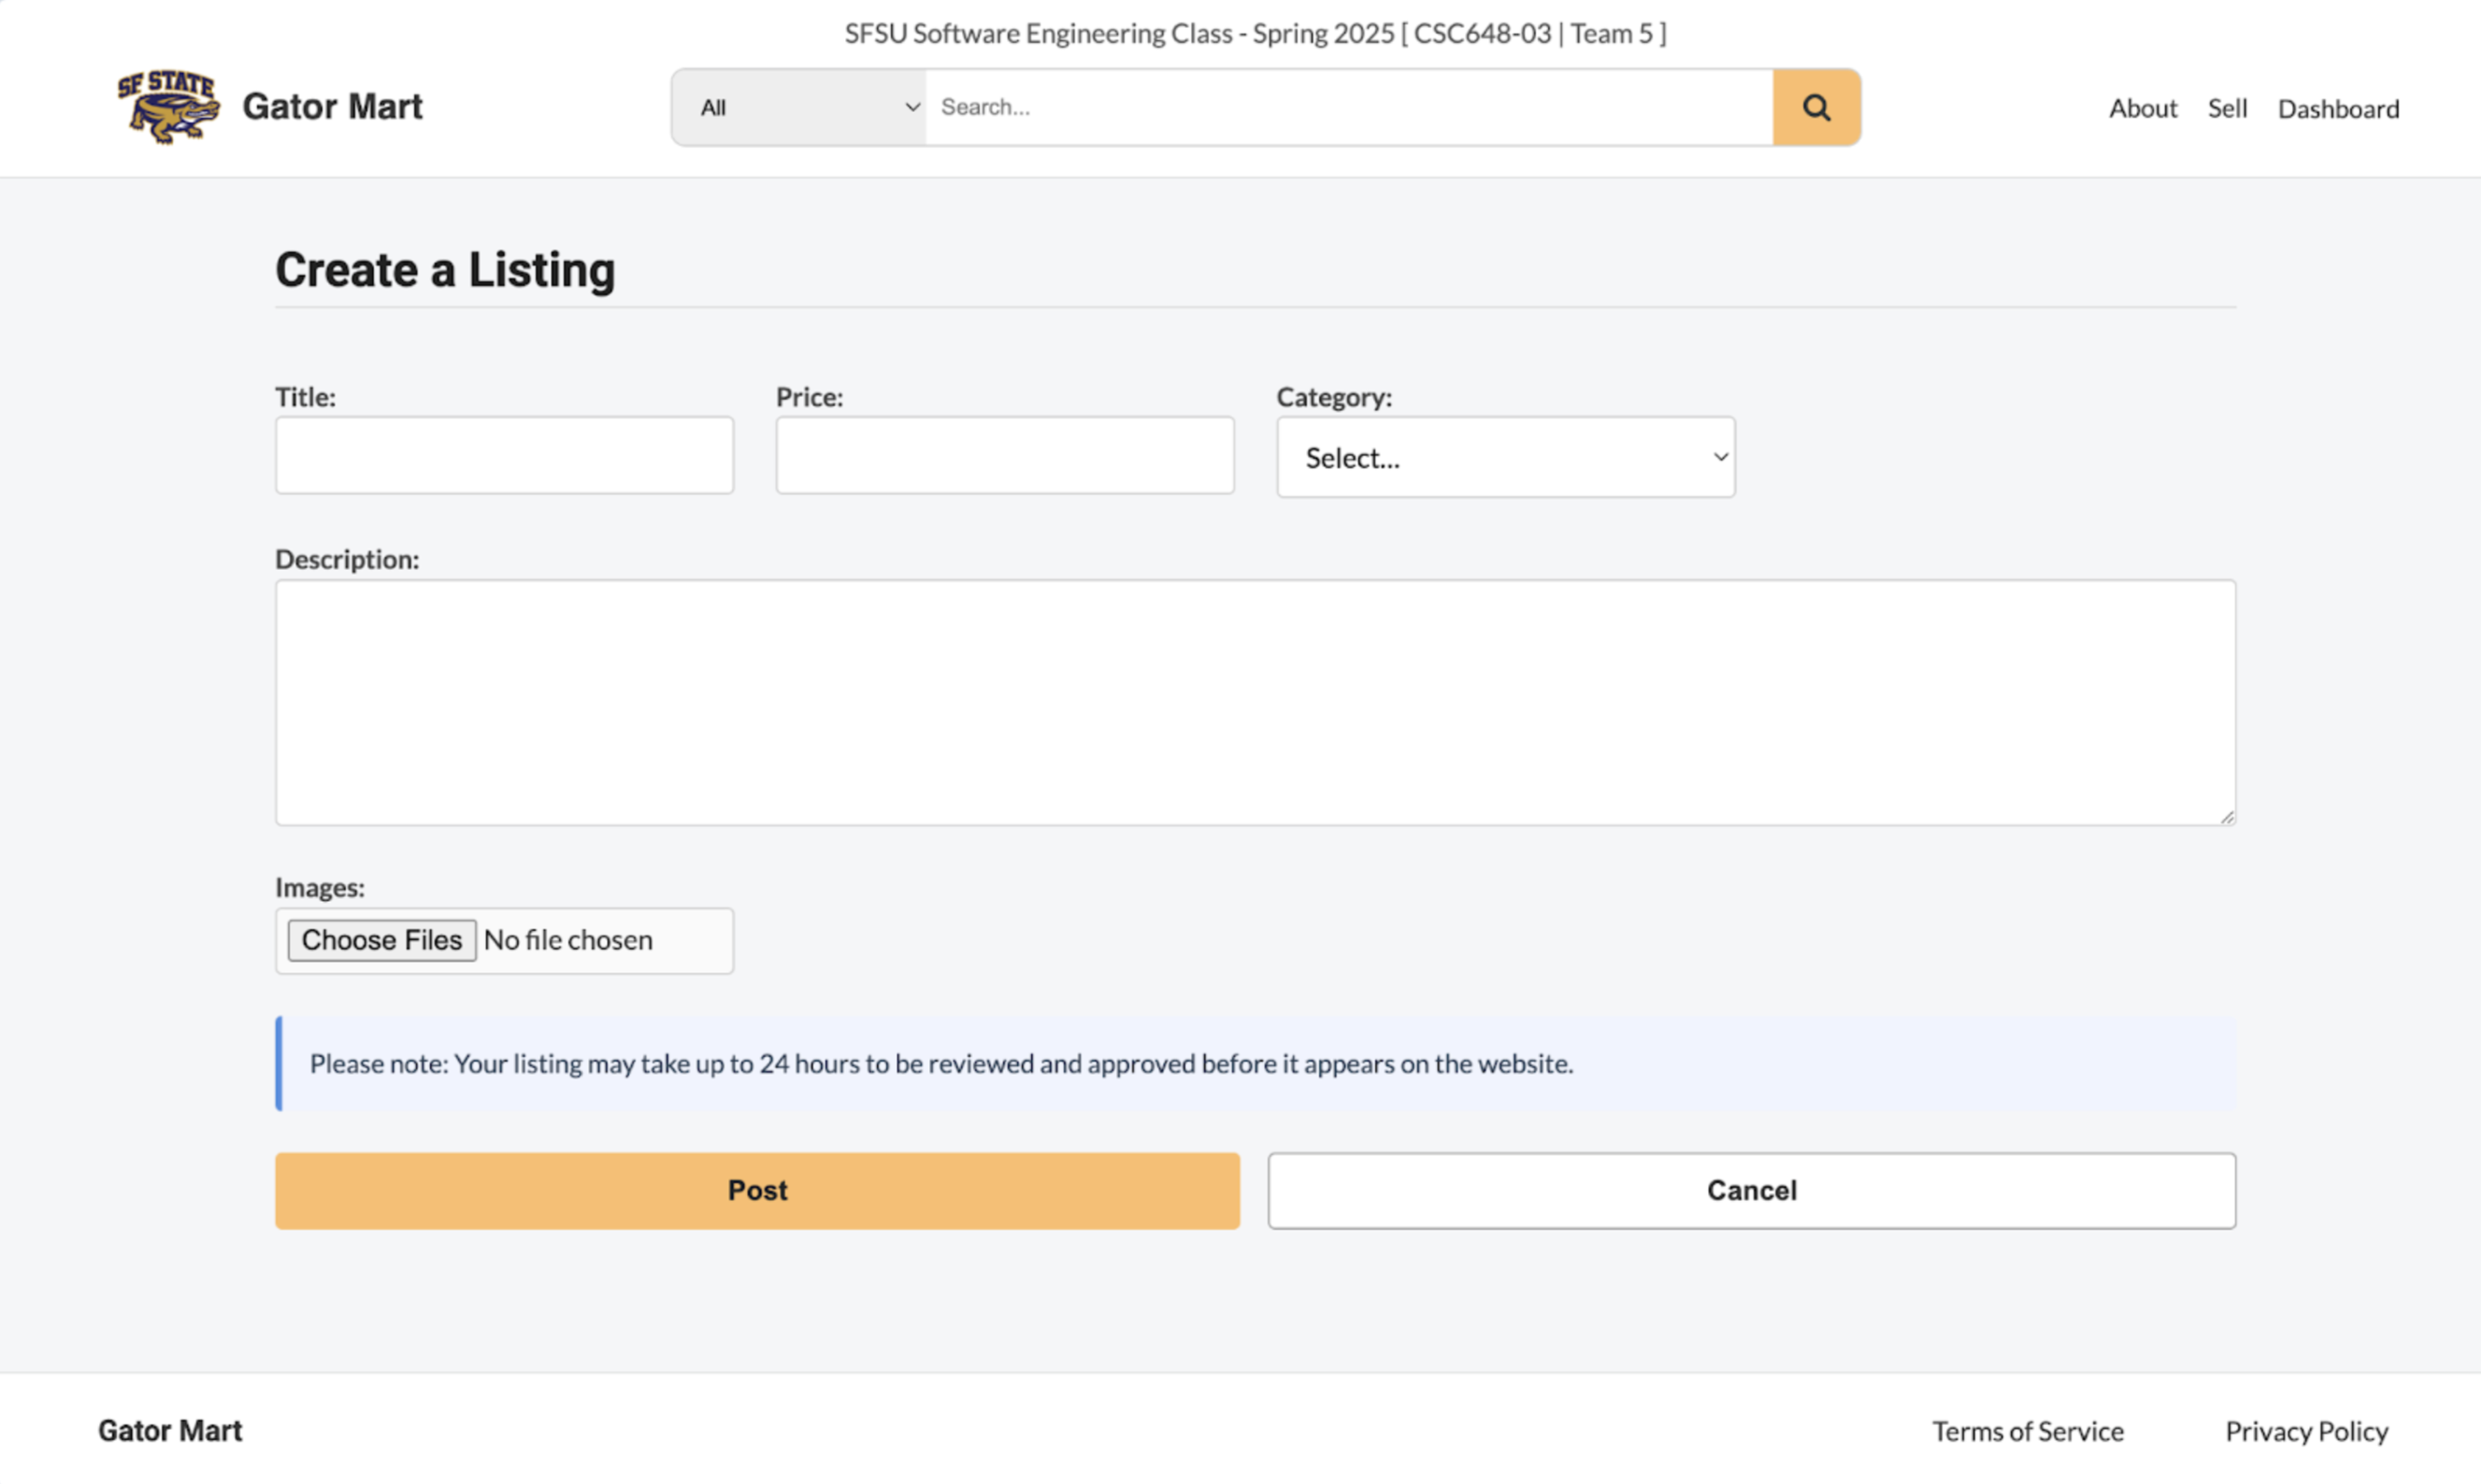 SFSU Software Engineering Class - Spring 2025 [ CSC648-03 | Team 5 ]
SF STATE
Gator Mart
All
Search...
About Sell Dashboard
Create a Listing
Title: Price: Category:
Select...
Description:
Images:
Choose Files No file chosen
Please note: Your listing may take up to 24 hours to be reviewed and approved before it appears on the website.
Post Cancel
Gator Mart Terms of Service Privacy Policy